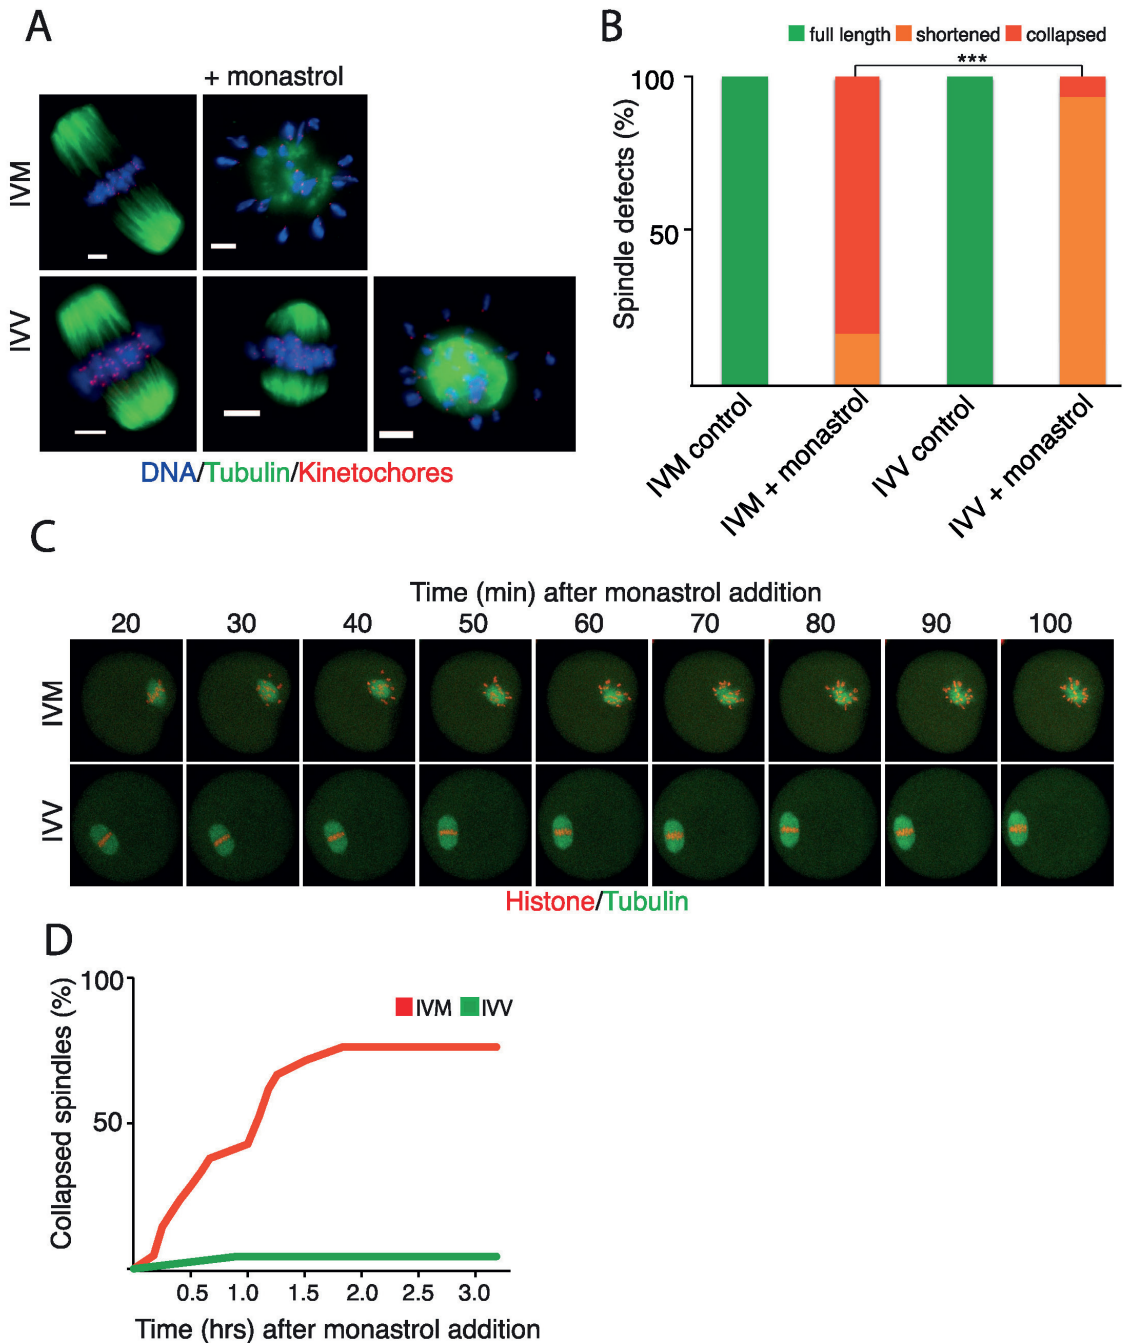 A
+ monastrol
IVM
IVV
DNA/Tubulin/Kinetochores
B
full length shortened collapsed
***
100
50
Spindle defects (%)
IVM control
IVM + monastrol
IVV control
IVV + monastrol
C
Time (min) after monastrol addition
20 30 40 50 60 70 80 90 100
IVM
IVV
Histone/Tubulin
D
100
50
Collapsed spindles (%)
IVM IVV
0.5 1.0 1.5 2.0 2.5 3.0
Time (hrs) after monastrol addition